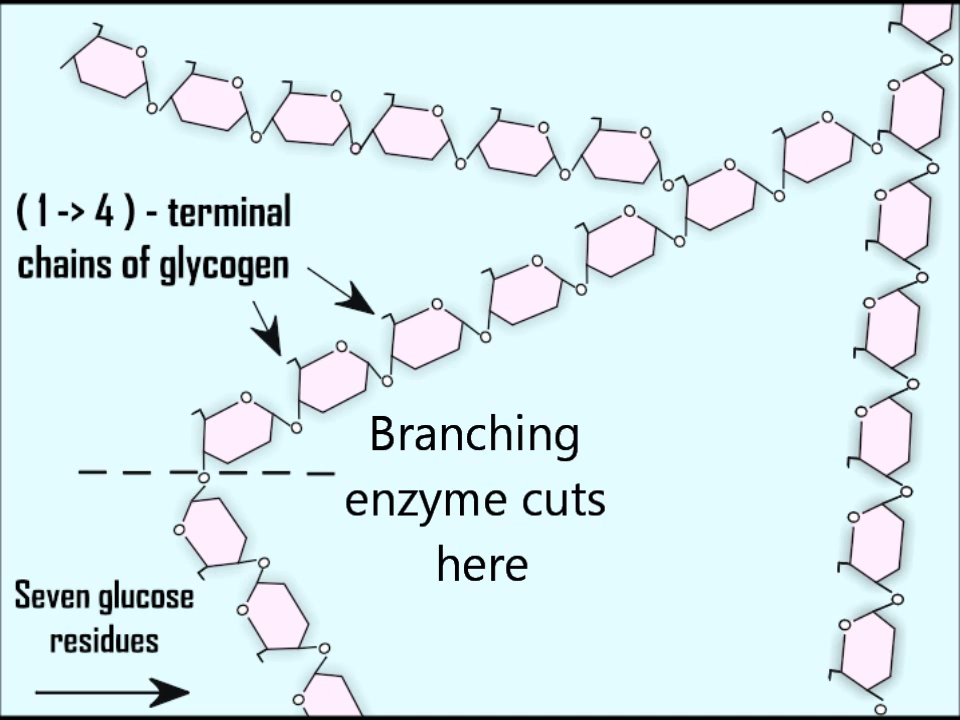 ( 1 -> 4 ) - terminal
chains of glycogen
Branching
enzyme cuts
here
Seven glucose
residues